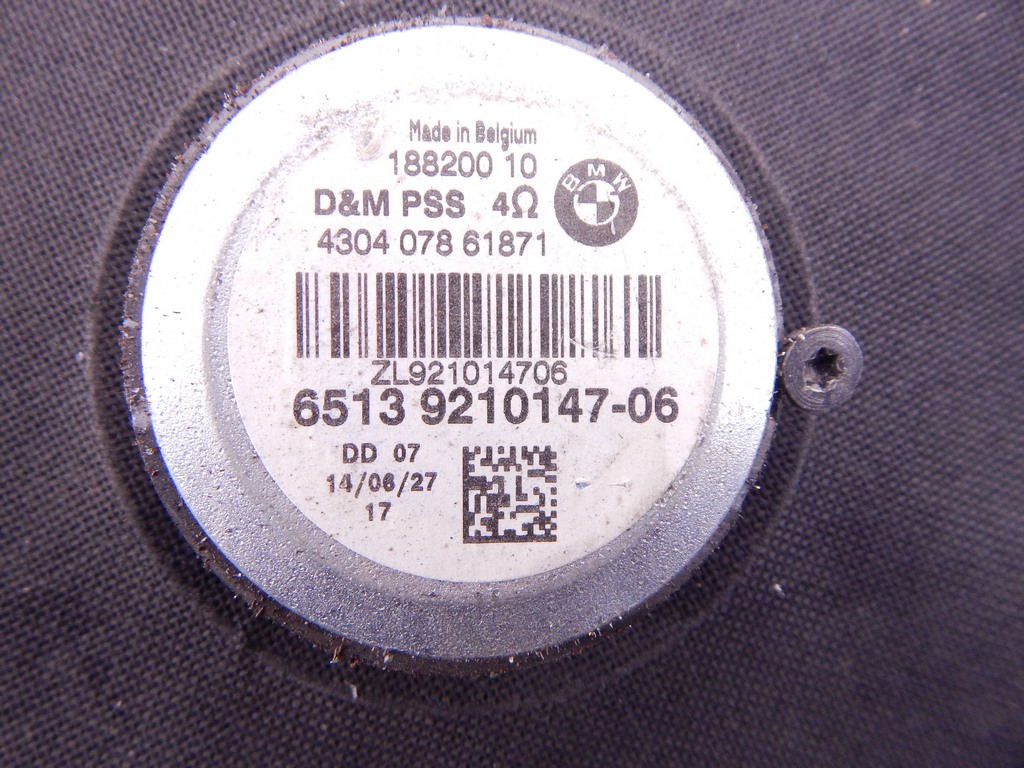 Made in Belgium
188200 10
BMW
D&M PSS 4Ω
4304 078 61871
ZL921014706
6513 9210147-06
DD 07
14/06/27
17